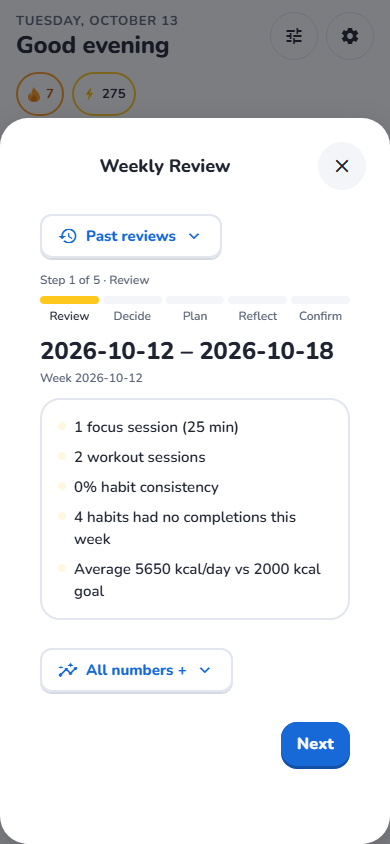 TUESDAY, OCTOBER 13
Good evening
7
275
Weekly Review
Past reviews
Step 1 of 5 · Review
Review Decide Plan Reflect Confirm
2026-10-12 – 2026-10-18
Week 2026-10-12
1 focus session (25 min)
2 workout sessions
0% habit consistency
4 habits had no completions this
week
Average 5650 kcal/day vs 2000 kcal
goal
All numbers +
Next